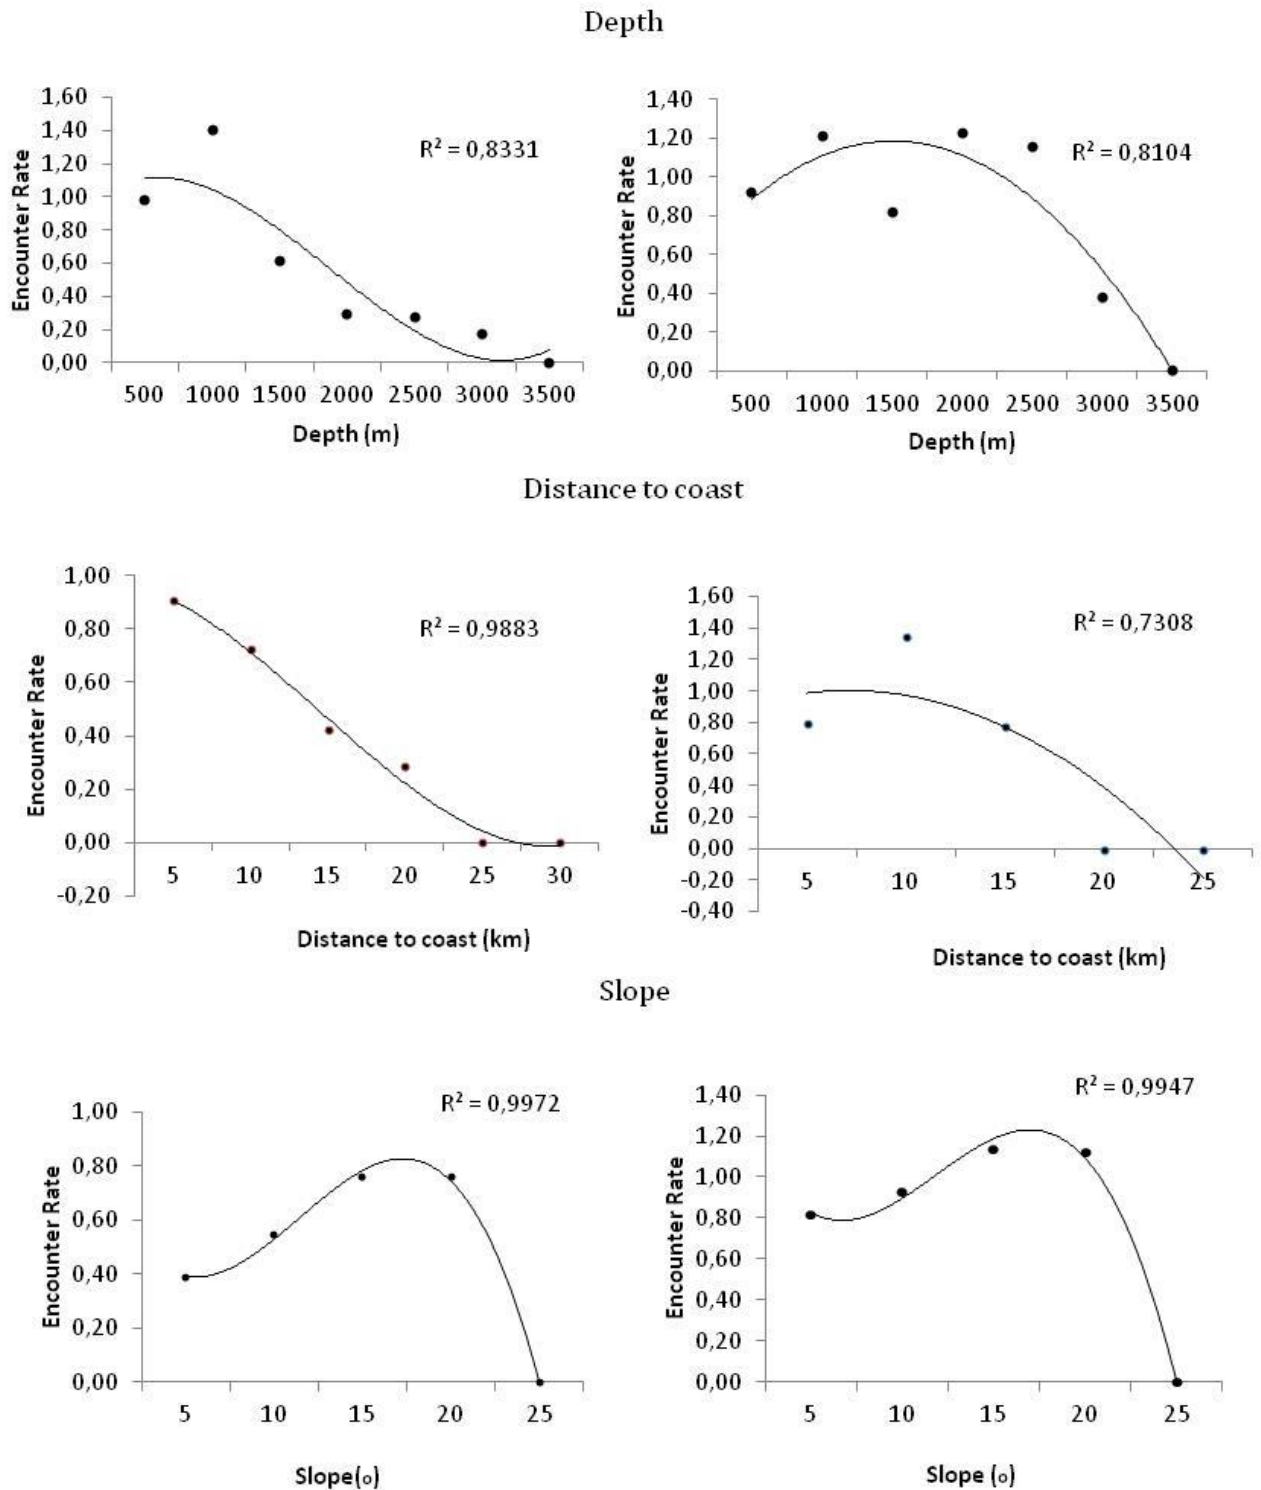 Depth
1,60
1,40
1,20
1,00
0,80
0,60
0,40
0,20
0,00
Encounter Rate
R² = 0,8331
500 1000 1500 2000 2500 3000 3500
Depth (m)
1,40
1,20
1,00
0,80
0,60
0,40
0,20
0,00
Encounter Rate
R² = 0,8104
500 1000 1500 2000 2500 3000 3500
Depth (m)
Distance to coast
1,00
0,80
0,60
0,40
0,20
0,00
-0,20
Encounter Rate
R² = 0,9883
5 10 15 20 25 30
Distance to coast (km)
1,60
1,40
1,20
1,00
0,80
0,60
0,40
0,20
0,00
-0,20
-0,40
Encounter Rate
R² = 0,7308
5 10 15 20 25
Distance to coast (km)
Slope
1,00
0,80
0,60
0,40
0,20
0,00
Encounter Rate
R² = 0,9972
5 10 15 20 25
Slope(o)
1,40
1,20
1,00
0,80
0,60
0,40
0,20
0,00
Encounter Rate
R² = 0,9947
5 10 15 20 25
Slope (o)